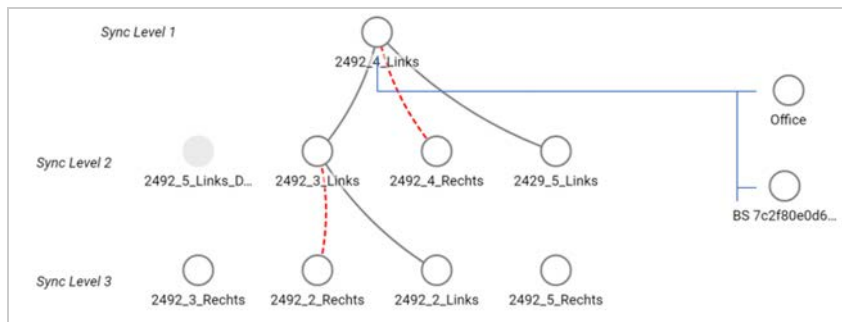 Sync Level 1
2492_4_Links
Office
Sync Level 2
2492_5_Links_D...
2492_3_Links
2492_4_Rechts
2429_5_Links
BS 7c2f80e0d6...
Sync Level 3
2492_3_Rechts
2492_2_Rechts
2492_2_Links
2492_5_Rechts